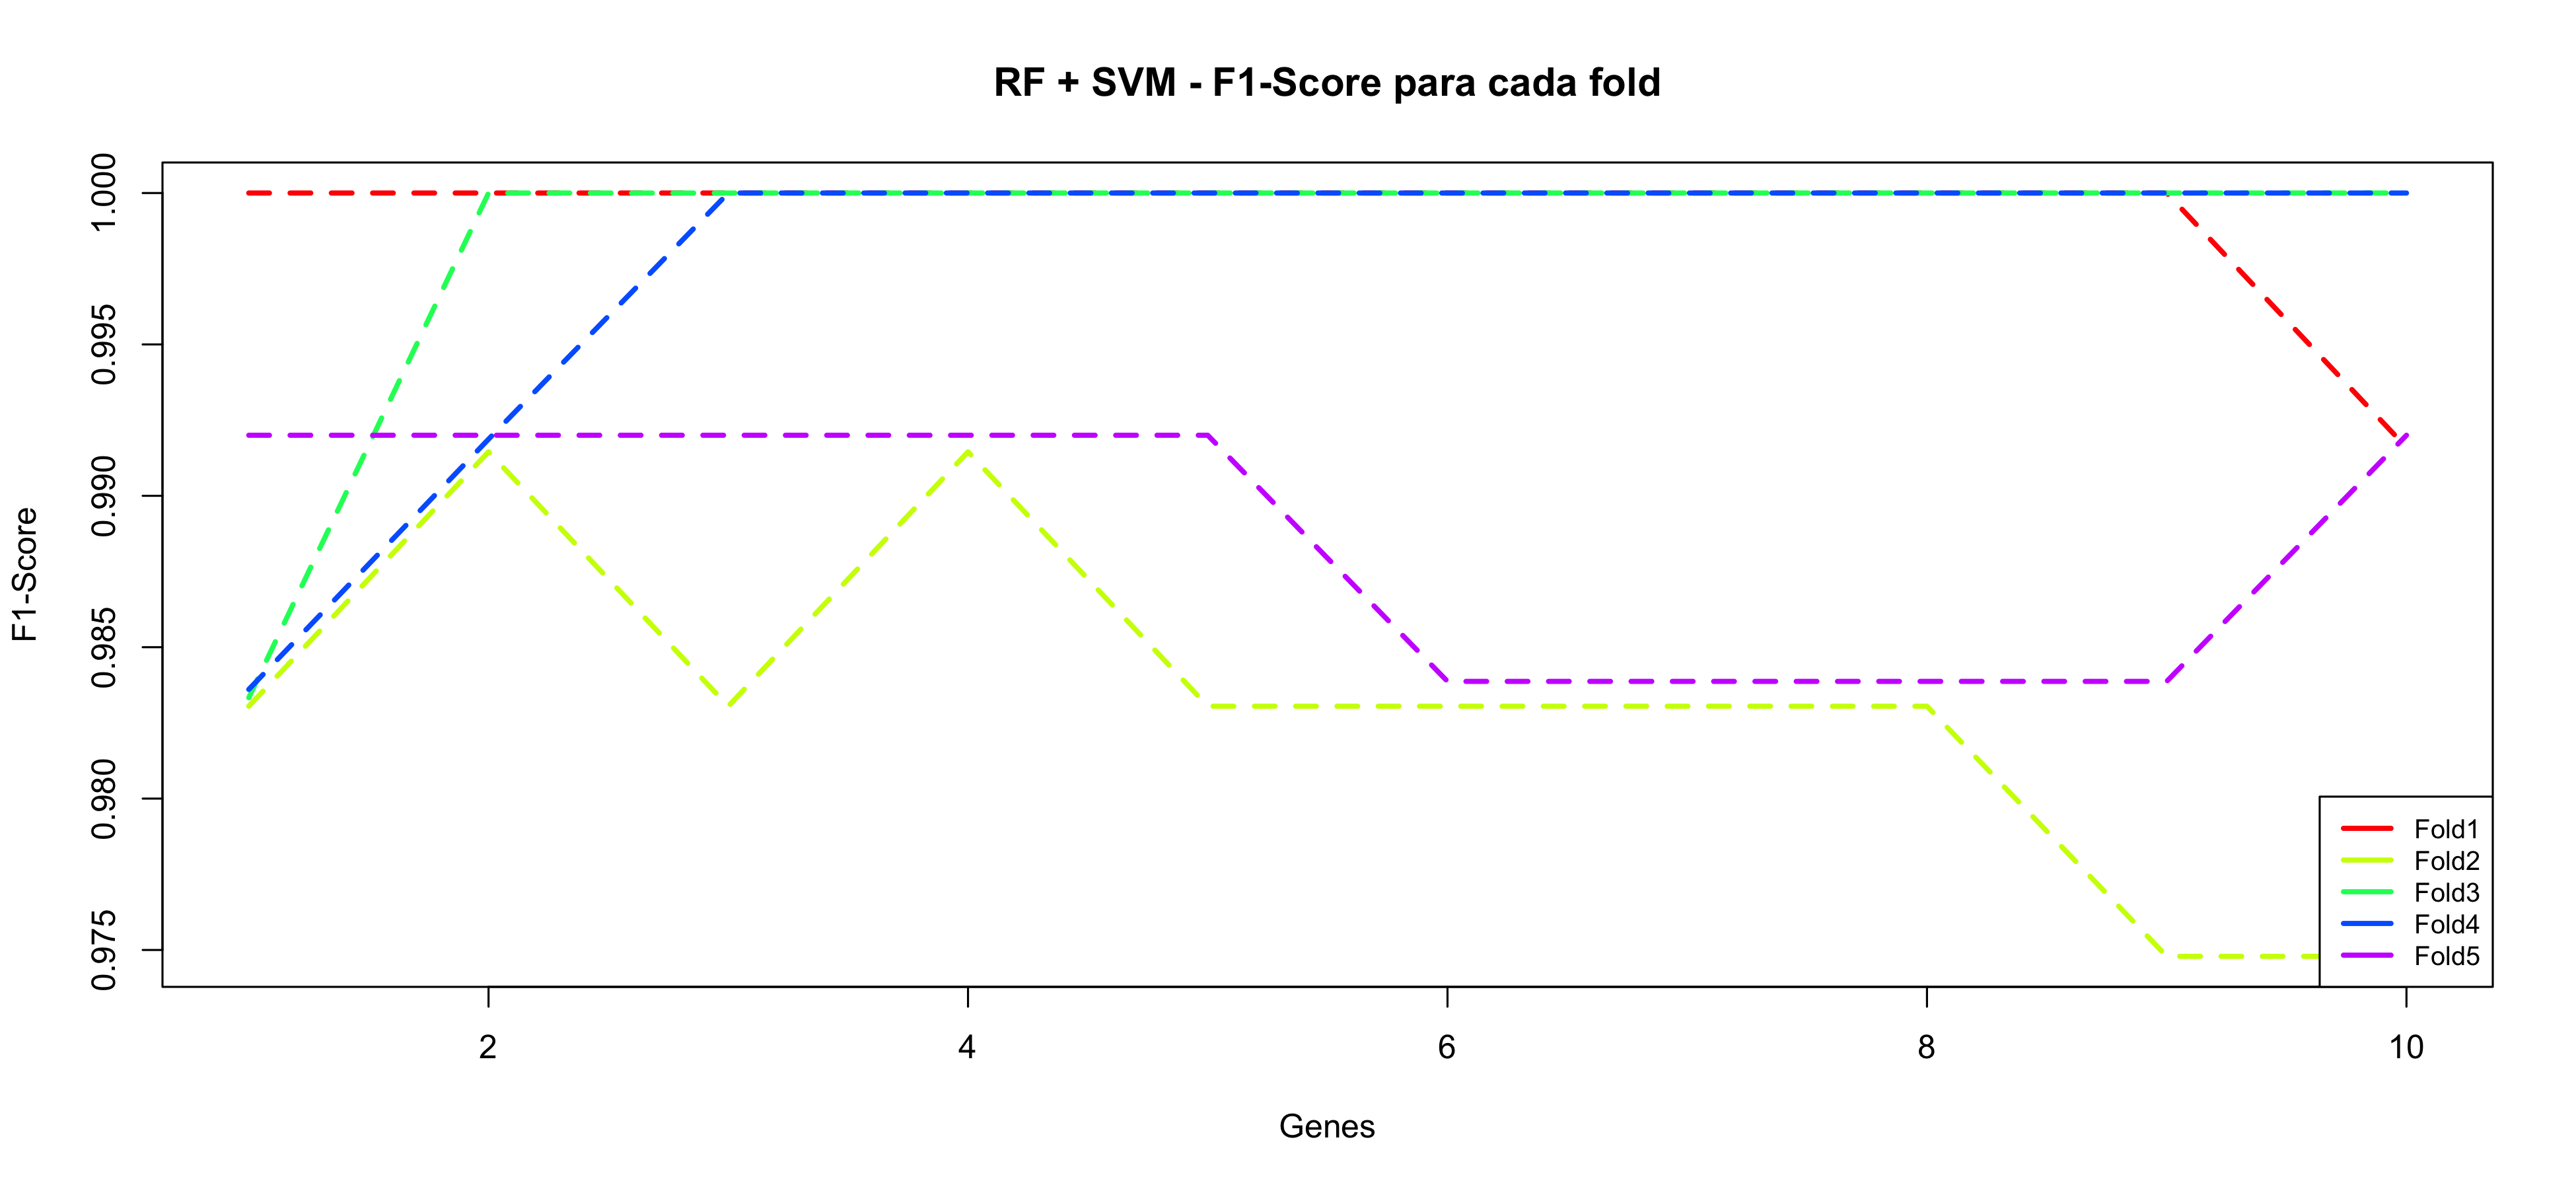 RF + SVM - F1-Score para cada fold
F1-Score
1.000
0.995
0.990
0.985
0.980
0.975
2
4
6
8
10
Genes
Fold1
Fold2
Fold3
Fold4
Fold5